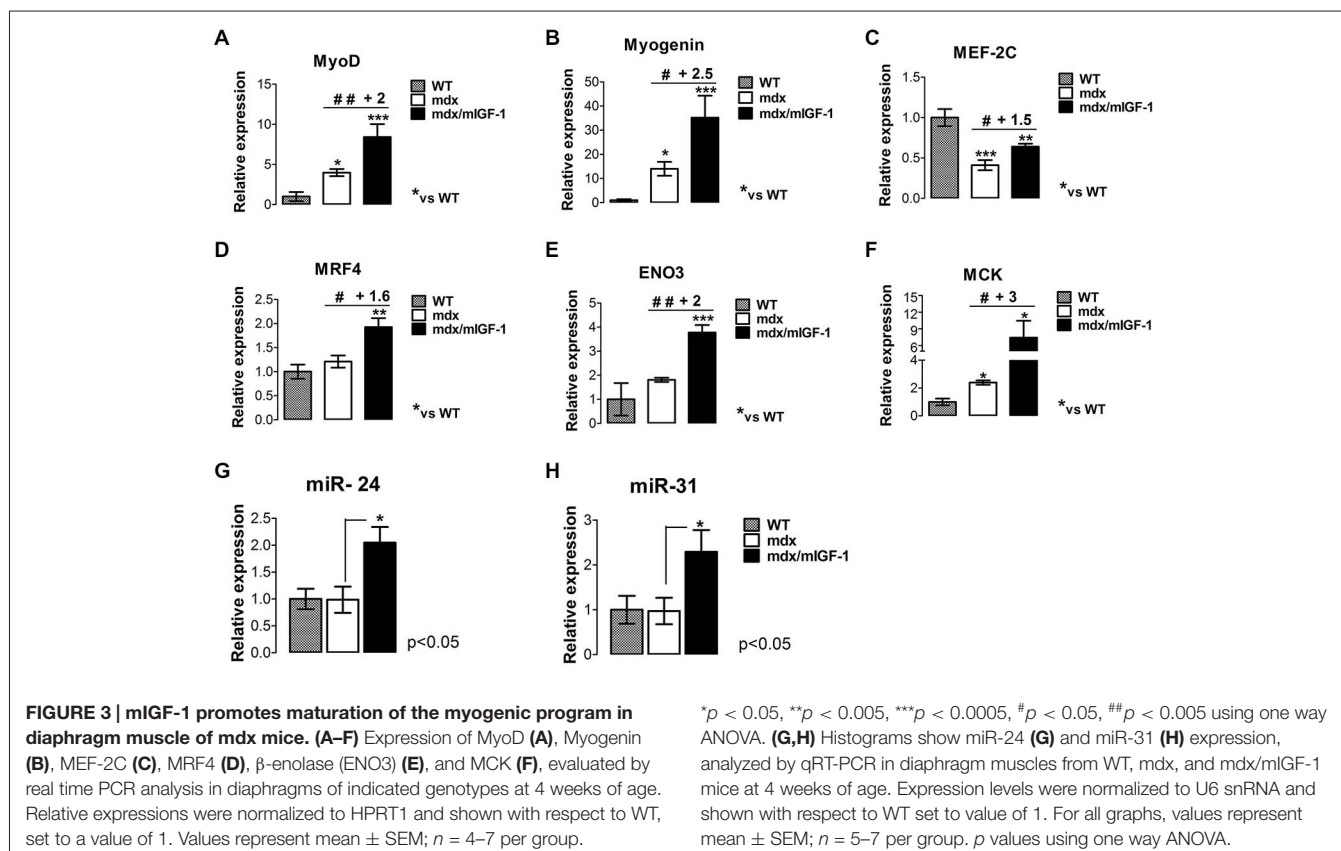 A
MyoD
Relative expression
15
10
5
0
## + 2
*
***
WT
mdx
mdx/mIGF-1
*vs WT
B
Myogenin
Relative expression
50
40
30
20
10
0
# + 2.5
*
***
WT
mdx
mdx/mIGF-1
*vs WT
C
MEF-2C
Relative expression
1.5
1.0
0.5
0.0
# + 1.5
***
**
WT
mdx
mdx/mIGF-1
*vs WT
D
MRF4
Relative expression
2.5
2.0
1.5
1.0
0.5
0.0
# + 1.6
**
WT
mdx
mdx/mIGF-1
*vs WT
E
ENO3
Relative expression
5
4
3
2
1
0
## + 2
***
WT
mdx
mdx/mIGF-1
*vs WT
F
MCK
Relative expression
15
12
9
6
4
2
0
# + 3
*
*
WT
mdx
mdx/mIGF-1
*vs WT
G
miR- 24
Relative expression
2.5
2.0
1.5
1.0
0.5
0.0
*
p<0.05
H
miR-31
Relative expression
3
2
1
0
*
WT
mdx
mdx/mIGF-1
p<0.05
FIGURE 3 | mIGF-1 promotes maturation of the myogenic program in
diaphragm muscle of mdx mice. (A–F) Expression of MyoD (A), Myogenin
(B), MEF-2C (C), MRF4 (D), β-enolase (ENO3) (E), and MCK (F), evaluated by
real time PCR analysis in diaphragms of indicated genotypes at 4 weeks of age.
Relative expressions were normalized to HPRT1 and shown with respect to WT,
set to a value of 1. Values represent mean ± SEM; n = 4–7 per group.
*p < 0.05, **p < 0.005, ***p < 0.0005, #p < 0.05, ##p < 0.005 using one way
ANOVA. (G,H) Histograms show miR-24 (G) and miR-31 (H) expression,
analyzed by qRT-PCR in diaphragm muscles from WT, mdx, and mdx/mIGF-1
mice at 4 weeks of age. Expression levels were normalized to U6 snRNA and
shown with respect to WT set to value of 1. For all graphs, values represent
mean ± SEM; n = 5–7 per group. p values using one way ANOVA.